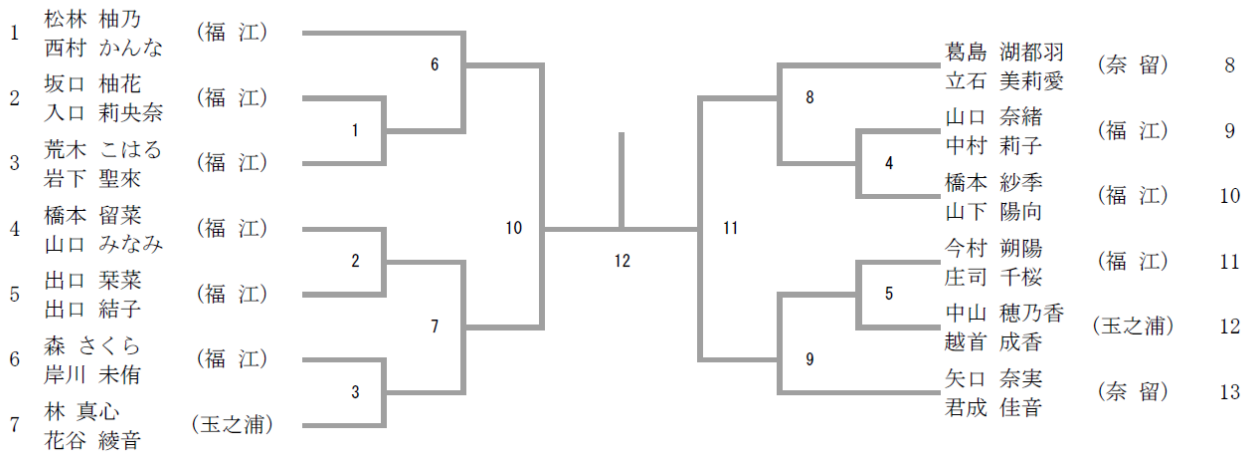 1 松林 柚乃 (福 江)
西村 かんな
2 坂口 柚花 (福 江)
入口 莉央奈
3 荒木 こはる (福 江)
岩下 聖來
4 橋本 留菜 (福 江)
山口 みなみ
5 出口 栞菜 (福 江)
出口 結子
6 森 さくら (福 江)
岸川 未侑
7 林 真心 (玉之浦)
花谷 綾音
6
1
2
7
3
10
12
11
8
4
5
9
葛島 湖都羽 (奈 留) 8
立石 美莉愛
山口 奈緒 (福 江) 9
中村 莉子
橋本 紗季 (福 江) 10
山下 陽向
今村 朔陽 (福 江) 11
庄司 千桜
中山 穂乃香 (玉之浦) 12
越首 成香
矢口 奈実 (奈 留) 13
君成 佳音